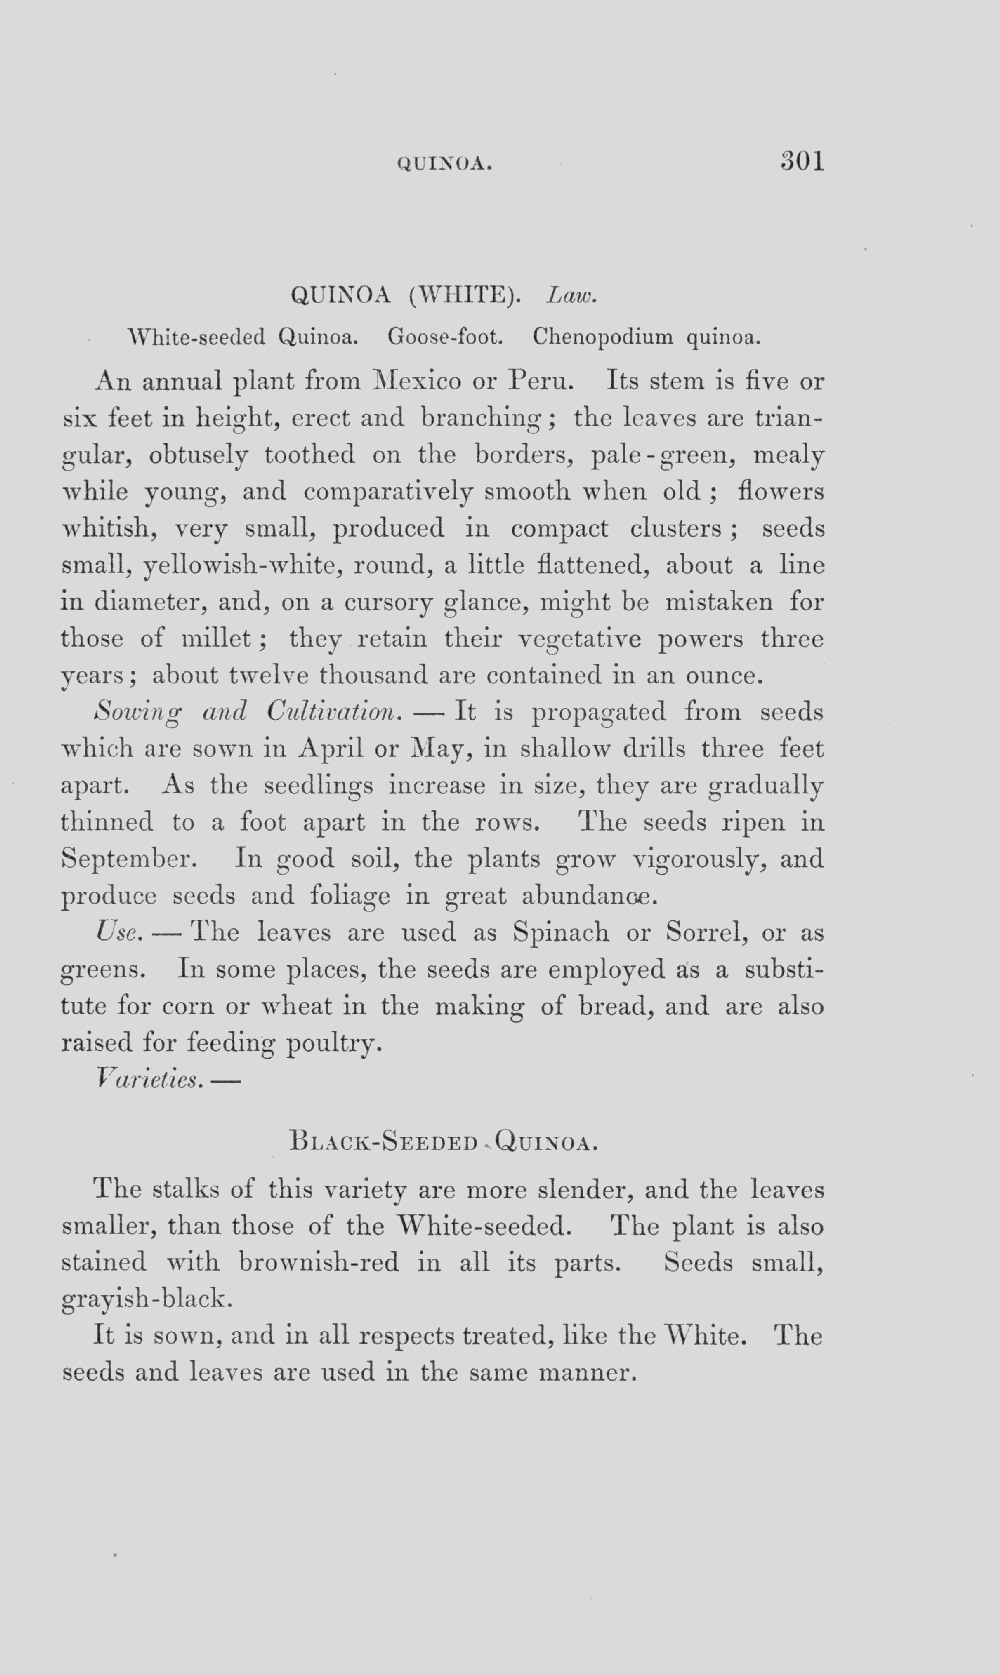 QUINOA. 301
QUINOA (WHITE). Law.
White-seeded Quinoa. Goose-foot. Chenopodium quinoa.
An annual plant from Mexico or Peru. Its stem is five or
six feet in height, erect and branching; the leaves are trian-
gular, obtusely toothed on the borders, pale-green, mealy
while young, and comparatively smooth when old; flowers
whitish, very small, produced in compact clusters; seeds
small, yellowish-white, round, a little flattened, about a line
in diameter, and, on a cursory glance, might be mistaken for
those of millet; they retain their vegetative powers three
years; about twelve thousand are contained in an ounce.
Sowing and Cultivation. — It is propagated from seeds
which are sown in April or May, in shallow drills three feet
apart. As the seedlings increase in size, they are gradually
thinned to a foot apart in the rows. The seeds ripen in
September. In good soil, the plants grow vigorously, and
produce seeds and foliage in great abundance.
Use. — The leaves are used as Spinach or Sorrel, or as
greens. In some places, the seeds are employed as a substi-
tute for corn or wheat in the making of bread, and are also
raised for feeding poultry.
Varieties. —
BLACK-SEEDED QUINOA.
The stalks of this variety are more slender, and the leaves
smaller, than those of the White-seeded. The plant is also
stained with brownish-red in all its parts. Seeds small,
grayish-black.
It is sown, and in all respects treated, like the White. The
seeds and leaves are used in the same manner.